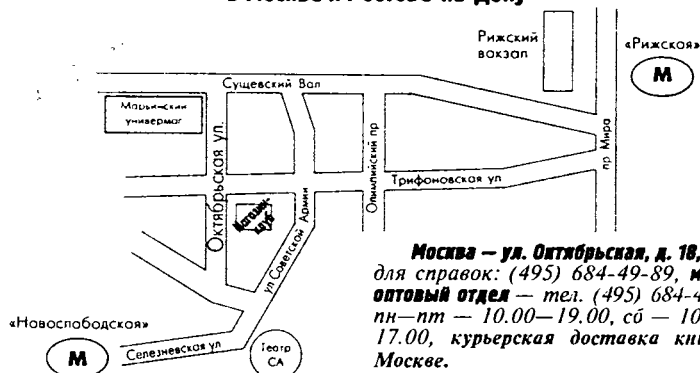 Рижский
вокзал
«Рижская»
М
Сущевский Вал
Марьинский
универмаг
Октябрьская ул.
Олимпийский пр
пр Мира
Трифоновская ул
Магазин-
клуб
ул Советской Армии
Москва — ул. Октябрьская, д. 18,
для справок: (495) 684-49-89,
оптовый отдел — тел. (495) 684-4
пн—пт — 10.00—19.00, сб — 10
17.00, курьерская доставка кни
Москве.
«Новослободская»
М
Селезневская ул
Театр
СА